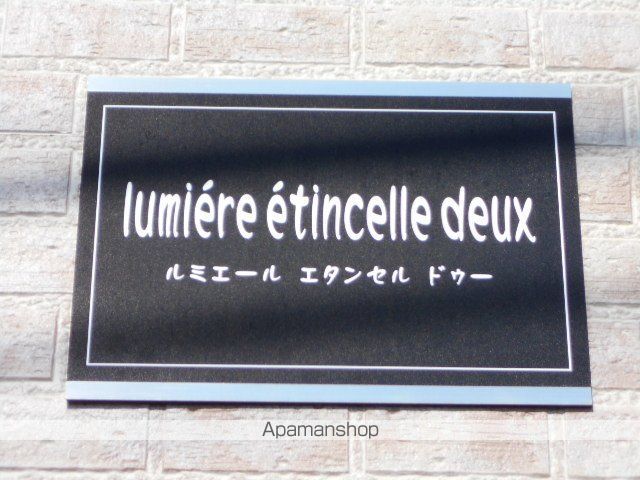 lumiére étincelle deux
ルミエール エタンセル ドゥー
Apamanshop